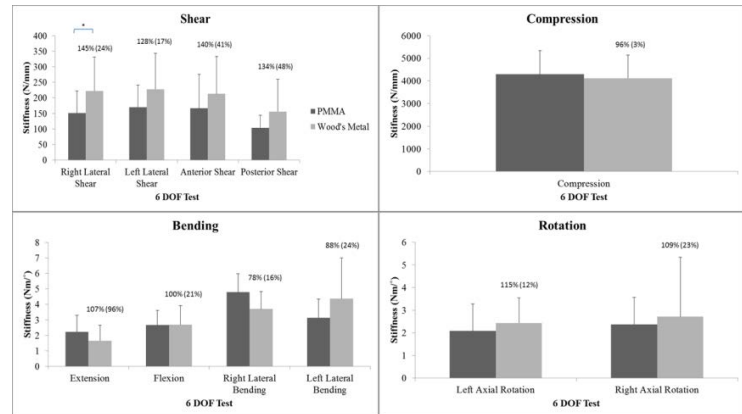 Shear
*
145% (24%)
128% (17%)
140% (41%)
134% (48%)
Stiffness (N/mm)
400
350
300
250
200
150
100
50
0
Right Lateral Shear
Left Lateral Shear
Anterior Shear
Posterior Shear
6 DOF Test
PMMA
Wood's Metal
Compression
96% (3%)
Stiffness (N/mm)
6000
5000
4000
3000
2000
1000
0
Compression
6 DOF Test
Bending
107% (96%)
100% (21%)
78% (16%)
88% (24%)
Stiffness (Nm/°)
8
7
6
5
4
3
2
1
0
Extension
Flexion
Right Lateral Bending
Left Lateral Bending
6 DOF Test
Rotation
115% (12%)
109% (23%)
Stiffness (Nm/°)
6
5
4
3
2
1
0
Left Axial Rotation
Right Axial Rotation
6 DOF Test